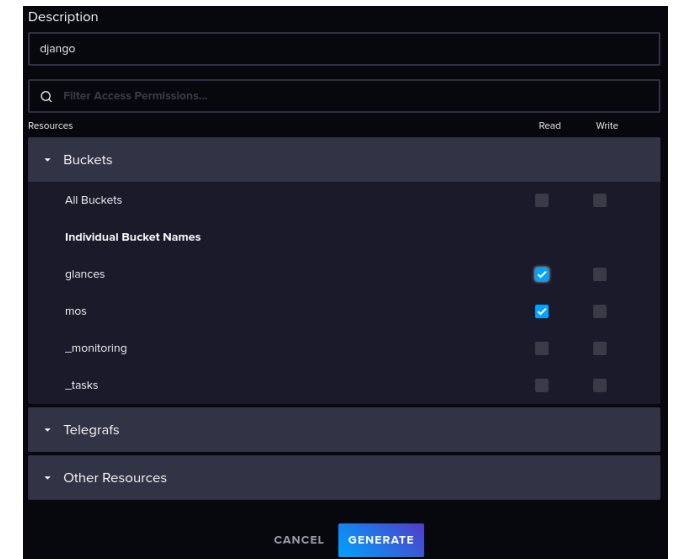 Description
django
Filter Access Permissions...
Resources Read Write
Buckets
All Buckets
Individual Bucket Names
glances
mos
_monitoring
_tasks
Telegrafs
Other Resources
CANCEL GENERATE